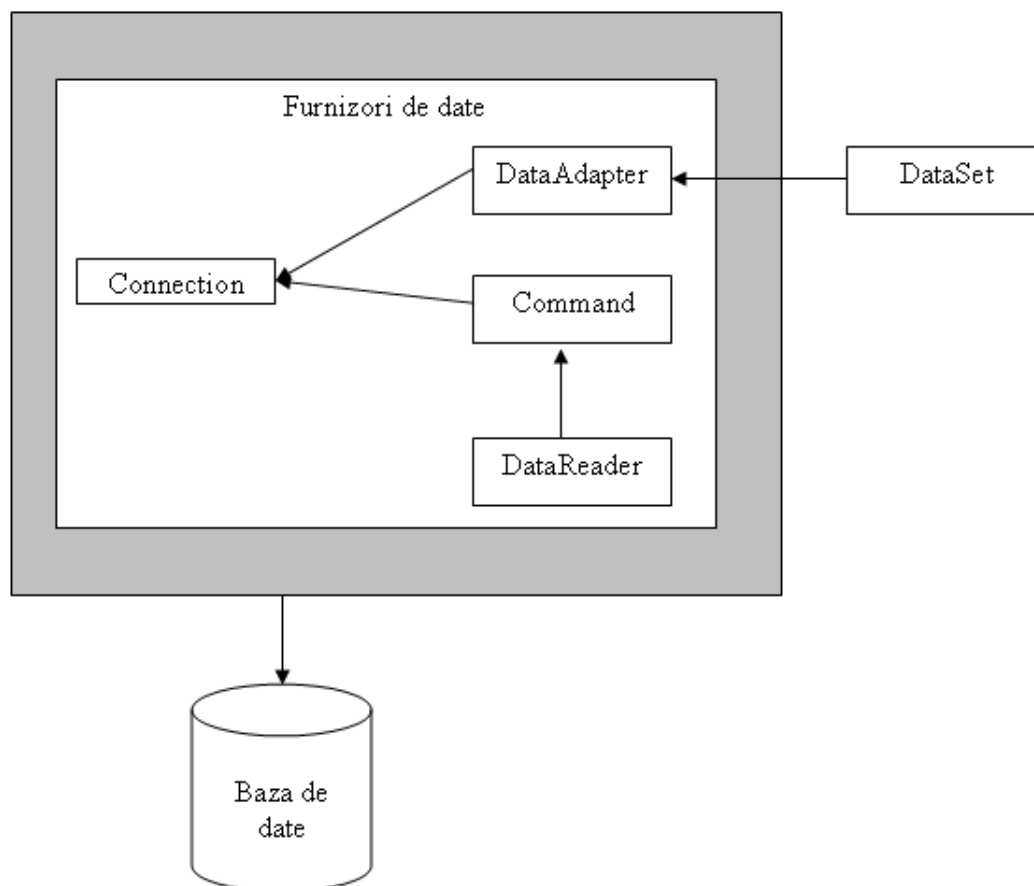 Furnizori de date
DataAdapter
DataSet
Connection
Command
DataReader
Baza de
date